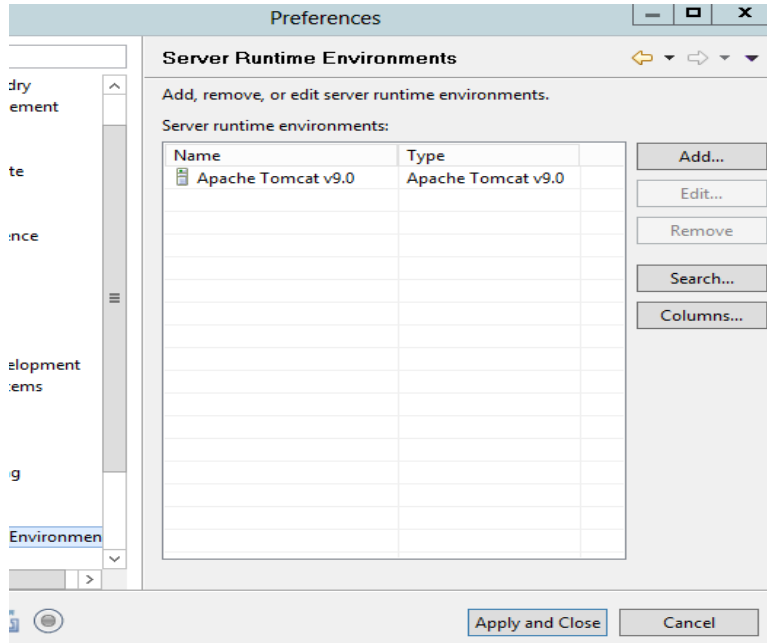 Preferences
Server Runtime Environments
dry
ement
te
ence
elopment
tems
g
Environmen
Add, remove, or edit server runtime environments.
Server runtime environments:
Name Type
Apache Tomcat v9.0 Apache Tomcat v9.0
Add...
Edit...
Remove
Search...
Columns...
Apply and Close Cancel